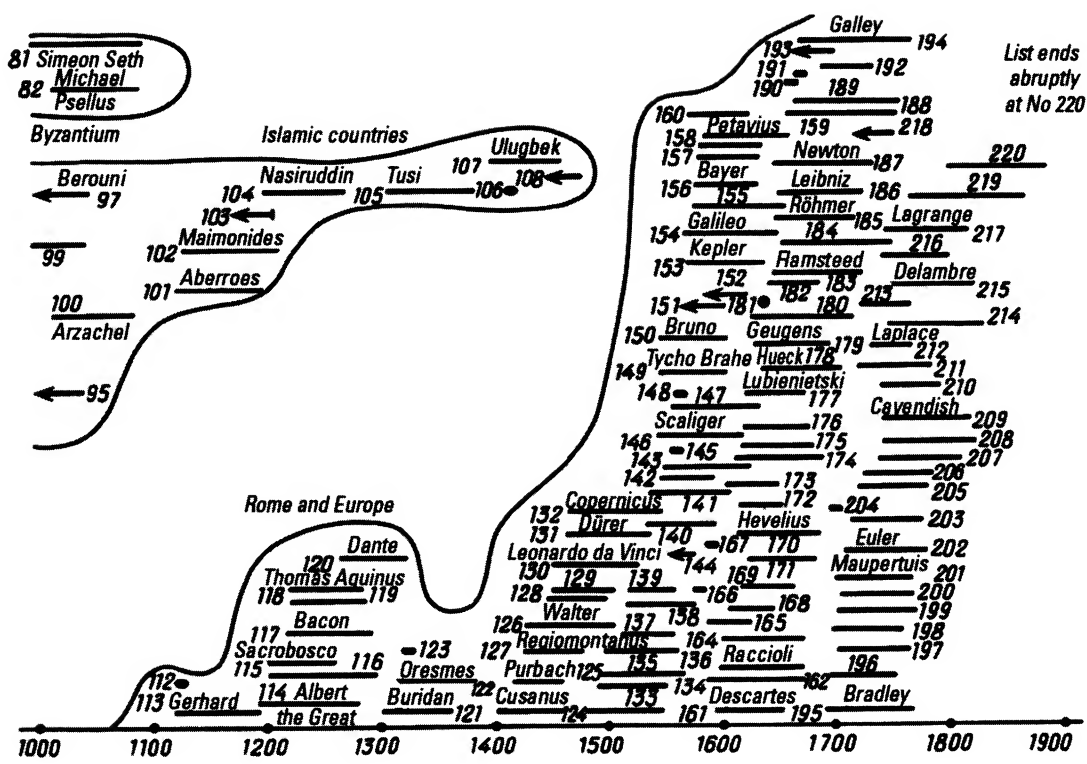 81 Simeon Seth
82 Michael
Psellus
Byzantium
Islamic countries
Berouni
97
99
100
Arzachel
95
104 Nasiruddin
103
Maimonides
102
Aberroes
101
105 Tusi
106
107 Ulugbek
108
Rome and Europe
Dante
120
Thomas Aquinus
118
119
Bacon
117
Sacrobosco
115
116
112
113 Gerhard
114 Albert
the Great
123
Oresmes
122
Buridan
121
160
Petavius
159
158
157
Bayer
156
155
Galileo
154
Kepler
153
152
151
181
150 Bruno
Tycho Brahe
149
148
147
Scaliger
146
145
143
142
141
Copernicus
132
Dürer
131
140
Leonardo da Vinci
130
144
129
139
128
138
Walter
126
137
127 Regiomontanus
136
Purbach 125
135
134
Cusanus
124
133
Galley
194
193
191
192
190
189
188
218
Newton
187
Leibniz
186
Röhmer
185
184
Ramsteed
183
182
180
Geugens
179
Hueck 178
Lubienietski
177
176
175
174
173
172
Hevelius
167
170
169
171
166
168
165
164
Raccioli
162
161
Descartes
195
List ends
abruptly
at No 220
220
219
Lagrange
217
216
Delambre
215
213
214
Laplace
212
211
210
Cavendish
209
208
207
206
205
204
203
Euler
202
Maupertuis
201
200
199
198
197
196
Bradley
1000 1100 1200 1300 1400 1500 1600 1700 1800 1900